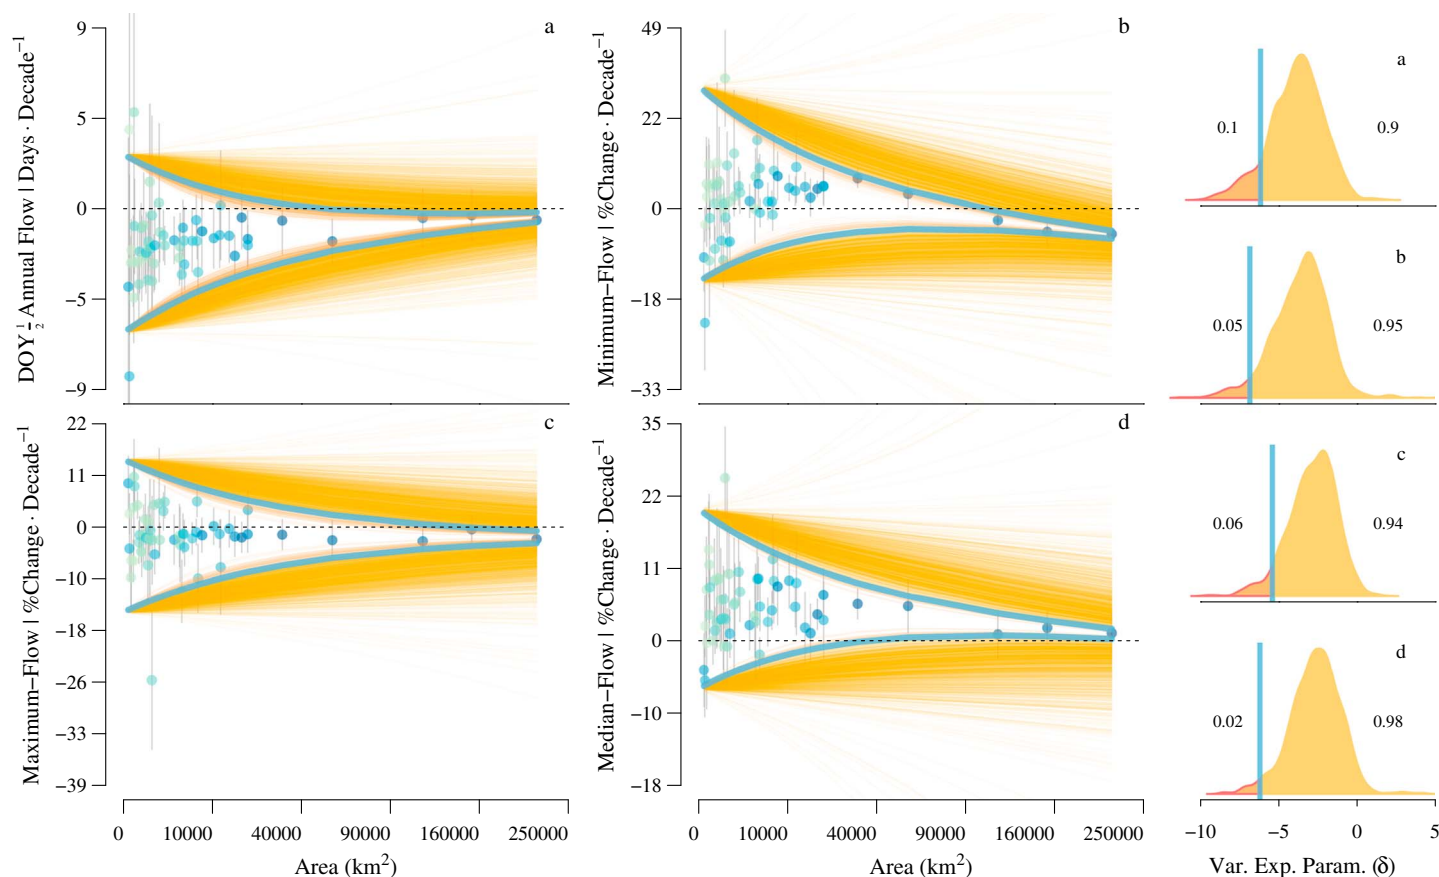 a
DOY 1/2 Annual Flow | Days · Decade−1
9
5
0
−5
−9
b
Minimum−Flow | %Change · Decade−1
49
22
0
−18
−33
a
0.1
0.9
b
0.05
0.95
c
Maximum−Flow | %Change · Decade−1
22
11
0
−10
−18
−26
−33
−39
0 10000 40000 90000 160000 250000
Area (km2)
d
Median−Flow | %Change · Decade−1
35
22
11
0
−10
−18
0 10000 40000 90000 160000 250000
Area (km2)
c
0.06
0.94
d
0.02
0.98
−10 −5 0 5
Var. Exp. Param. (δ)